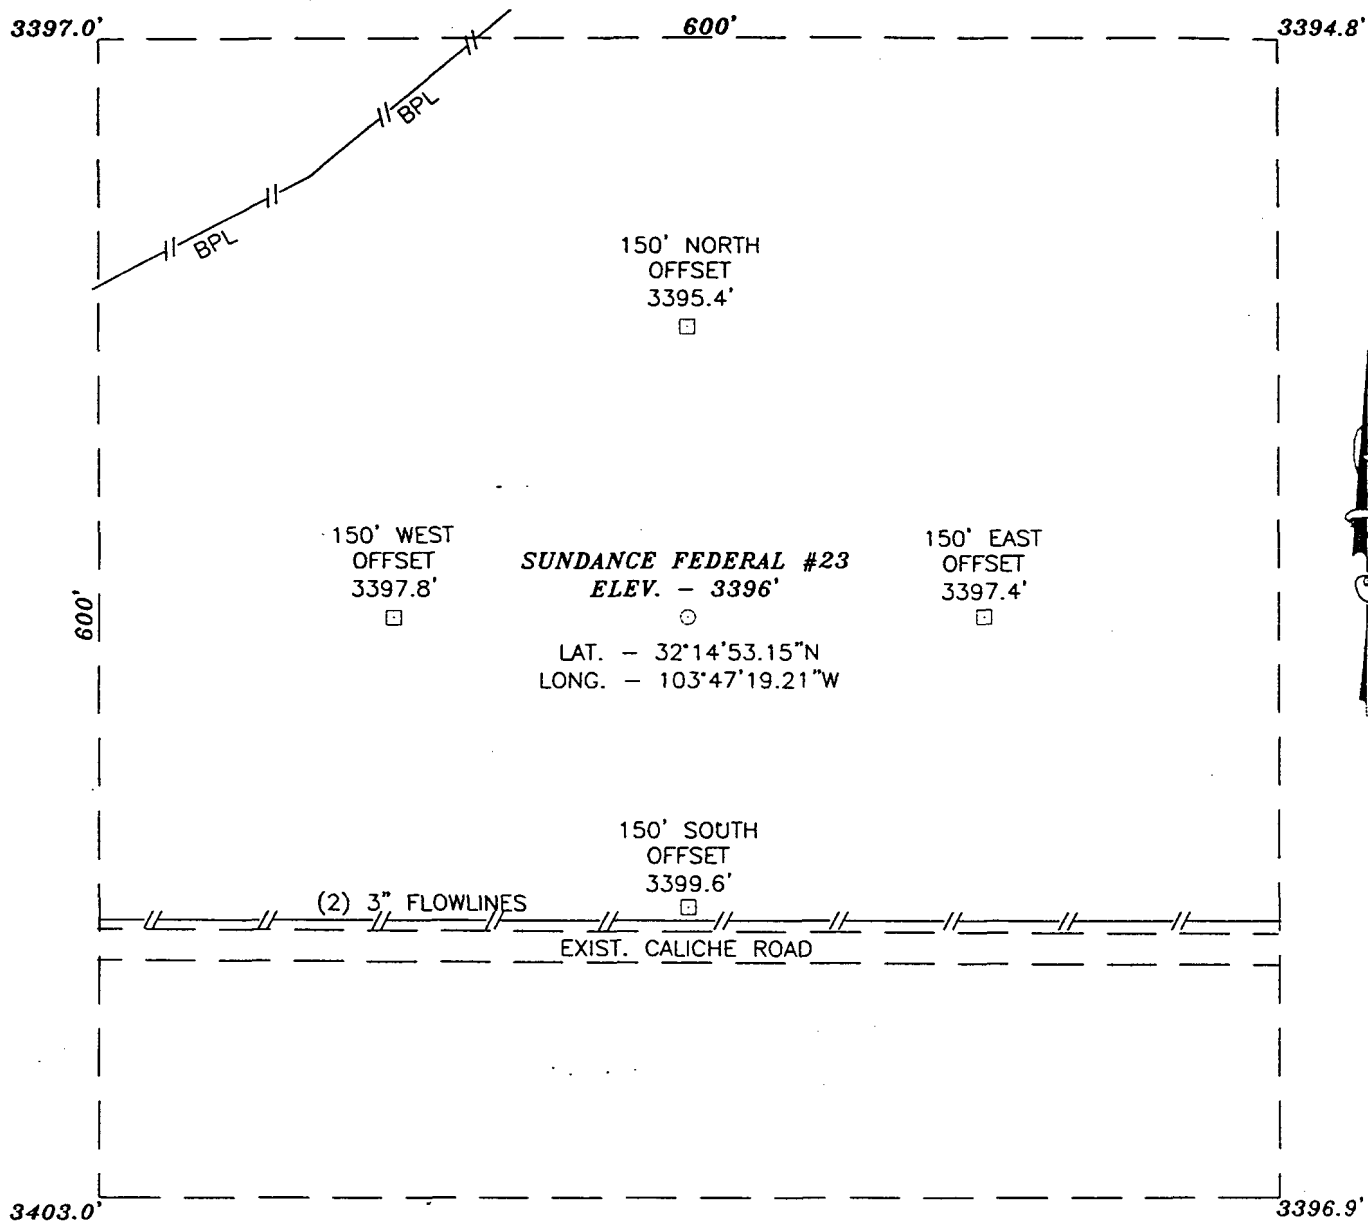 3397.0'
600'
3394.8'
BPL
BPL
150' NORTH
OFFSET
3395.4'
150' WEST
OFFSET
3397.8'
SUNDANCE FEDERAL #23
ELEV. - 3396'
150' EAST
OFFSET
3397.4'
600'
LAT. - 32°14'53.15"N
LONG. - 103°47'19.21"W
150' SOUTH
OFFSET
3399.6'
(2) 3" FLOWLINES
EXIST. CALICHE ROAD
3403.0'
3396.9'